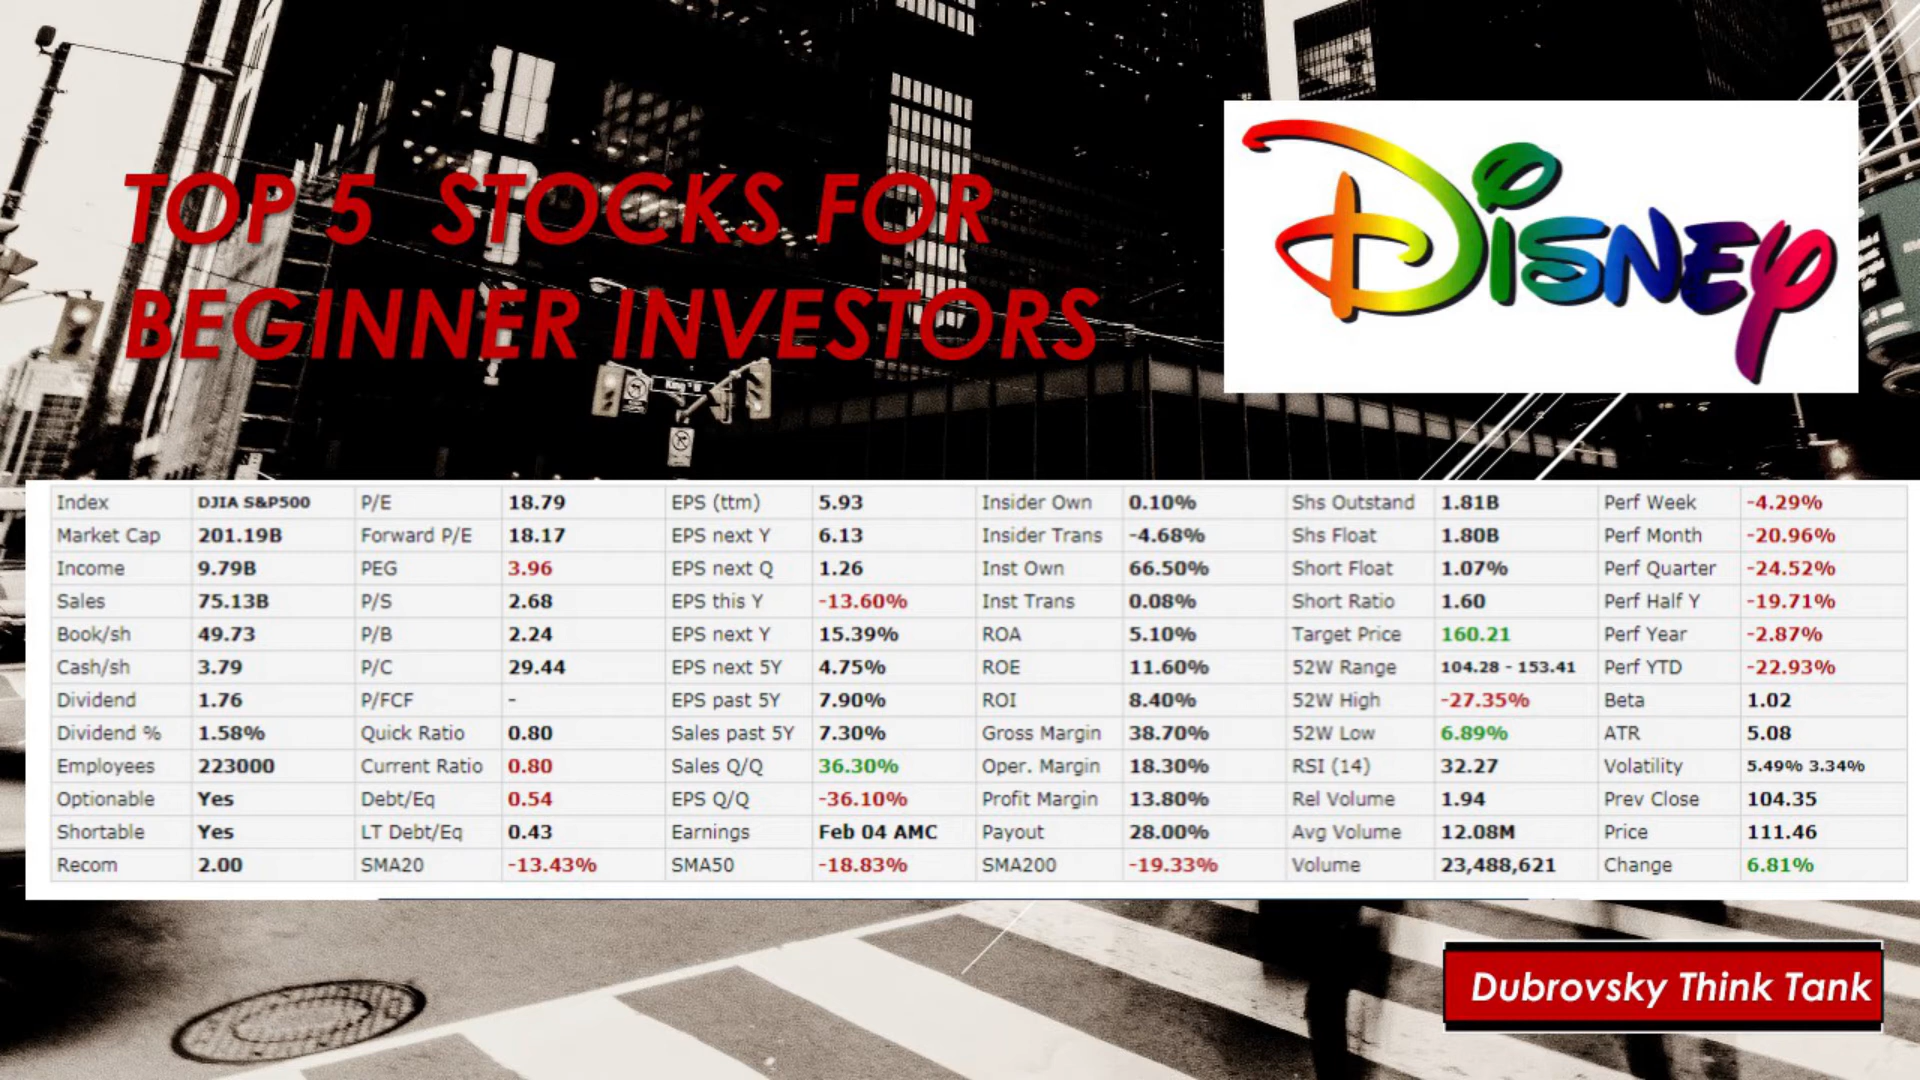 TOP 5 STOCKS FOR
BEGINNER INVESTORS
Disney
King St W
Index DJIA S&P500 P/E 18.79 EPS (ttm) 5.93 Insider Own 0.10% Shs Outstand 1.81B Perf Week -4.29%
Market Cap 201.19B Forward P/E 18.17 EPS next Y 6.13 Insider Trans -4.68% Shs Float 1.80B Perf Month -20.96%
Income 9.79B PEG 3.96 EPS next Q 1.26 Inst Own 66.50% Short Float 1.07% Perf Quarter -24.52%
Sales 75.13B P/S 2.68 EPS this Y -13.60% Inst Trans 0.08% Short Ratio 1.60 Perf Half Y -19.71%
Book/sh 49.73 P/B 2.24 EPS next Y 15.39% ROA 5.10% Target Price 160.21 Perf Year -2.87%
Cash/sh 3.79 P/C 29.44 EPS next 5Y 4.75% ROE 11.60% 52W Range 104.28 - 153.41 Perf YTD -22.93%
Dividend 1.76 P/FCF - EPS past 5Y 7.90% ROI 8.40% 52W High -27.35% Beta 1.02
Dividend % 1.58% Quick Ratio 0.80 Sales past 5Y 7.30% Gross Margin 38.70% 52W Low 6.89% ATR 5.08
Employees 223000 Current Ratio 0.80 Sales Q/Q 36.30% Oper. Margin 18.30% RSI (14) 32.27 Volatility 5.49% 3.34%
Optionable Yes Debt/Eq 0.54 EPS Q/Q -36.10% Profit Margin 13.80% Rel Volume 1.94 Prev Close 104.35
Shortable Yes LT Debt/Eq 0.43 Earnings Feb 04 AMC Payout 28.00% Avg Volume 12.08M Price 111.46
Recom 2.00 SMA20 -13.43% SMA50 -18.83% SMA200 -19.33% Volume 23,488,621 Change 6.81%
Dubrovsky Think Tank